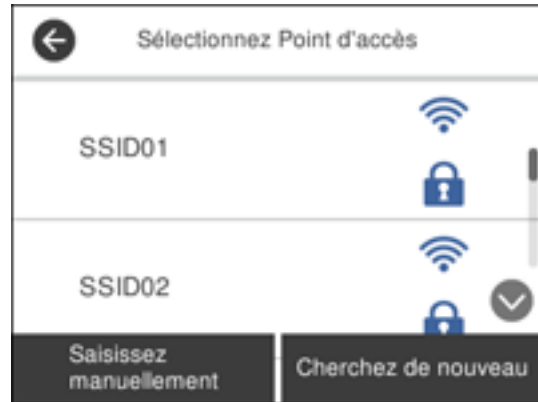 Sélectionnez Point d'accès
SSID01
SSID02
Saisissez
manuellement
Cherchez de nouveau